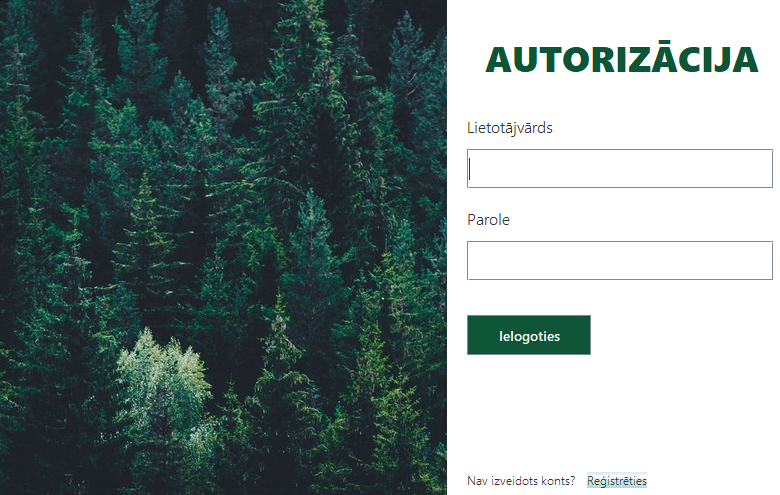 AUTORIZĀCIJA
Lietotājvārds
Parole
Ielogoties
Nav izveidots konts? Reģistrēties